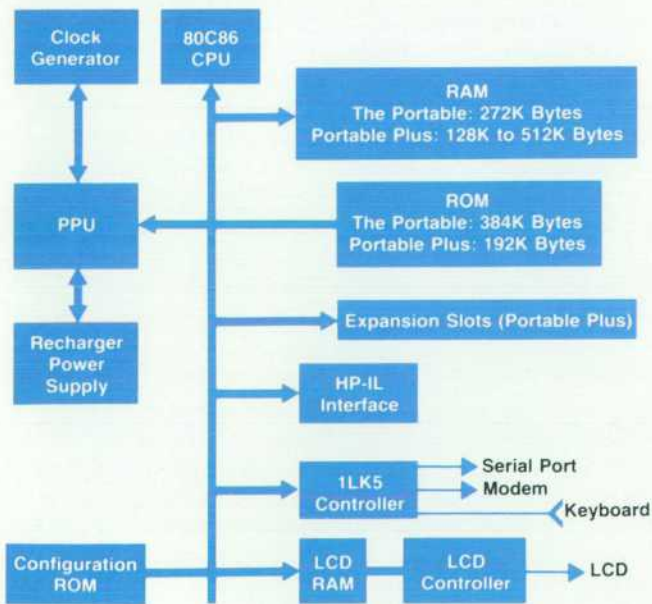 Clock
Generator
80C86
CPU
RAM
The Portable: 272K Bytes
Portable Plus: 128K to 512K Bytes
PPU
ROM
The Portable: 384K Bytes
Portable Plus: 192K Bytes
Recharger
Power
Supply
Expansion Slots (Portable Plus)
HP-IL
Interface
1LK5
Controller
Serial Port
Modem
Keyboard
Configuration
ROM
LCD
RAM
LCD
Controller
LCD